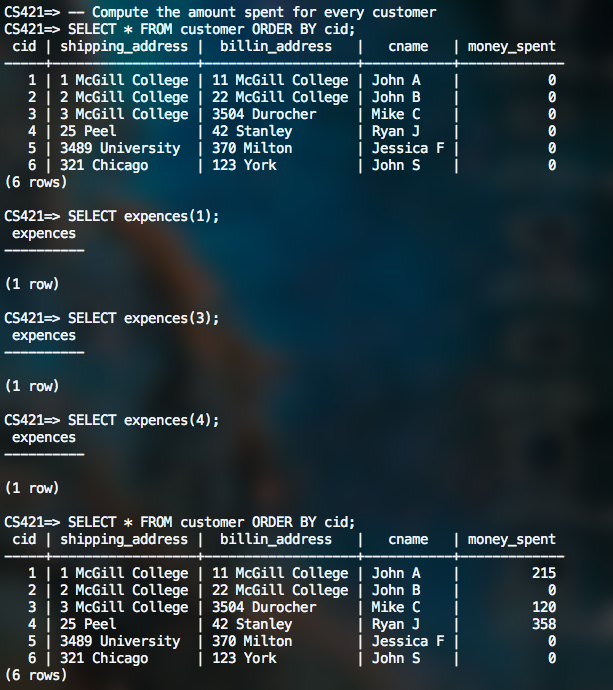 CS421=> -- Compute the amount spent for every customer
CS421=> SELECT * FROM customer ORDER BY cid;
 cid | shipping_address | billin_address   |   cname   | money_spent
-----+------------------+------------------+-----------+-------------
   1 | 1 McGill College | 11 McGill College | John A    |           0
   2 | 2 McGill College | 22 McGill College | John B    |           0
   3 | 3 McGill College | 3504 Durocher     | Mike C    |           0
   4 | 25 Peel          | 42 Stanley        | Ryan J    |           0
   5 | 3489 University  | 370 Milton        | Jessica F |           0
   6 | 321 Chicago      | 123 York          | John S    |           0
(6 rows)
CS421=> SELECT expences(1);
 expences
----------
(1 row)
CS421=> SELECT expences(3);
 expences
----------
(1 row)
CS421=> SELECT expences(4);
 expences
----------
(1 row)
CS421=> SELECT * FROM customer ORDER BY cid;
 cid | shipping_address | billin_address   |   cname   | money_spent
-----+------------------+------------------+-----------+-------------
   1 | 1 McGill College | 11 McGill College | John A    |         215
   2 | 2 McGill College | 22 McGill College | John B    |           0
   3 | 3 McGill College | 3504 Durocher     | Mike C    |         120
   4 | 25 Peel          | 42 Stanley        | Ryan J    |         358
   5 | 3489 University  | 370 Milton        | Jessica F |           0
   6 | 321 Chicago      | 123 York          | John S    |           0
(6 rows)